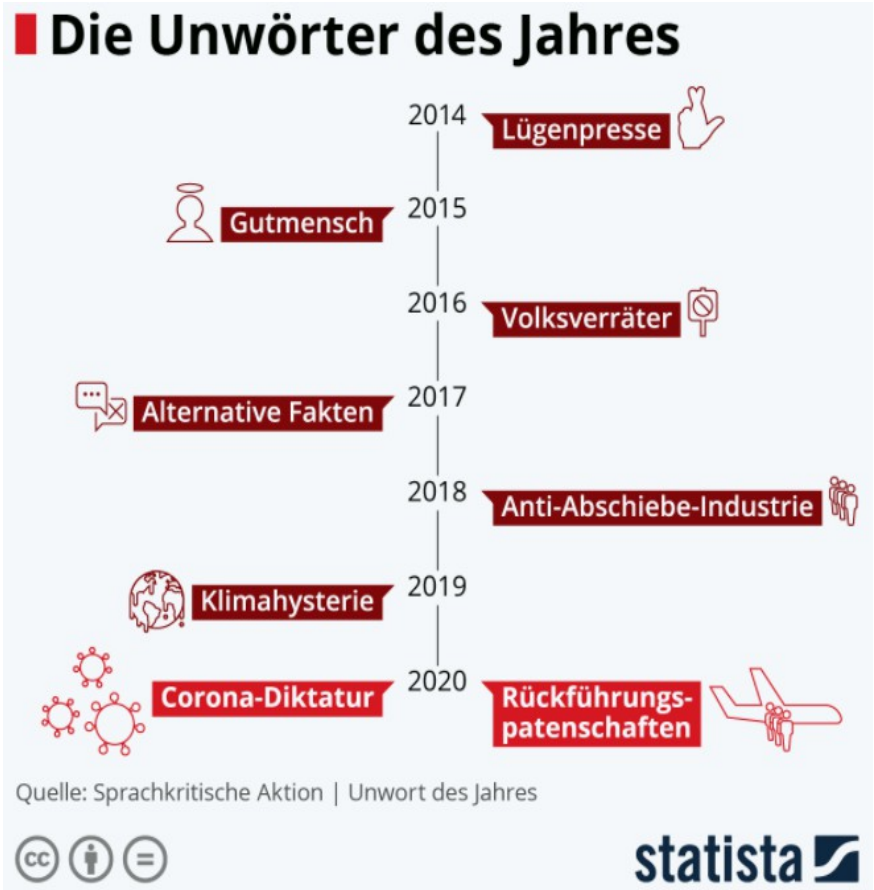 Die Unwörter des Jahres
2014
Lügenpresse
2015
Gutmensch
2016
Volksverräter
2017
Alternative Fakten
2018
Anti-Abschiebe-Industrie
2019
Klimahysterie
2020
Corona-Diktatur
Rückführungs-
patenschaften
Quelle: Sprachkritische Aktion | Unwort des Jahres
cc
statista